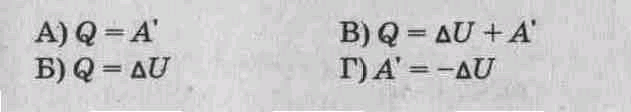 А) Q = A'
Б) Q = ΔU
В) Q = ΔU + A'
Г) A' = −ΔU